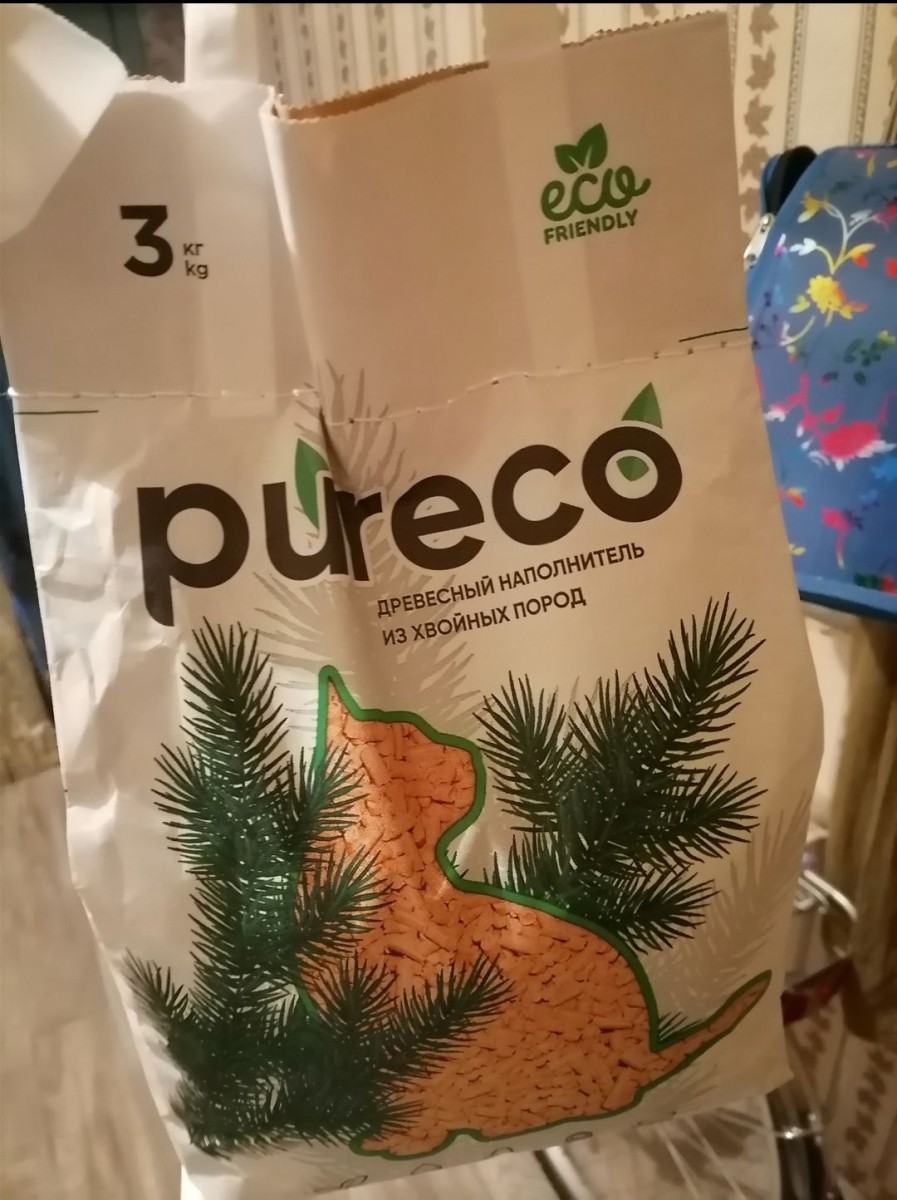 3 кг
kg
eco
FRIENDLY
pureco
ДРЕВЕСНЫЙ НАПОЛНИТЕЛЬ
ИЗ ХВОЙНЫХ ПОРОД